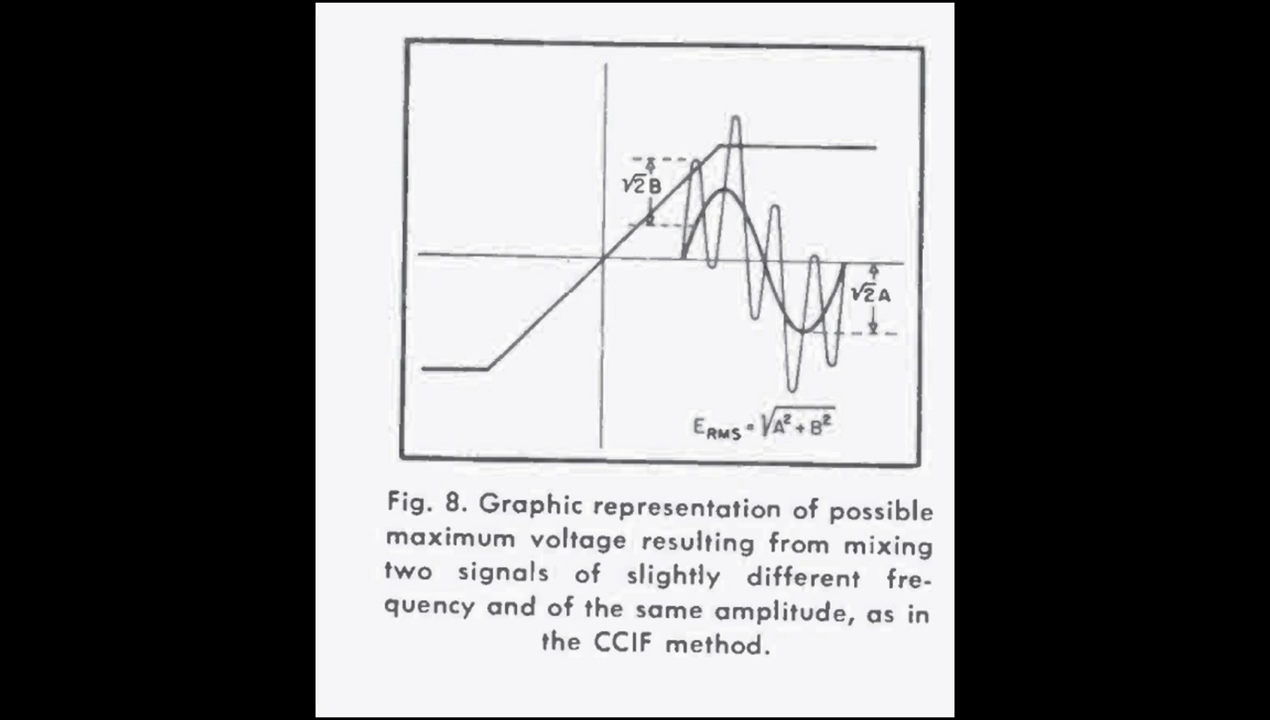 √2B
√2A
E_RMS = √A² + B²
Fig. 8. Graphic representation of possible
maximum voltage resulting from mixing
two signals of slightly different fre-
quency and of the same amplitude, as in
the CCIF method.